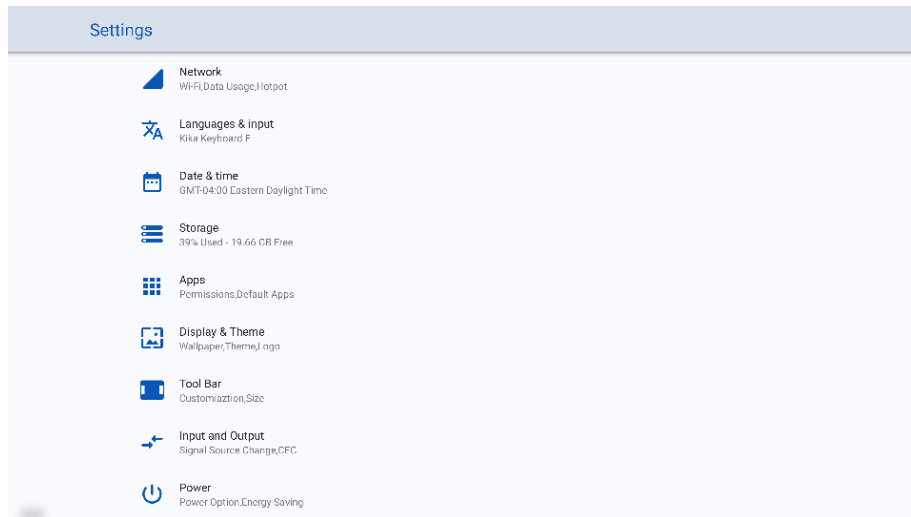 Settings
Network
Wi-Fi,Data Usage,Hotpot
Languages & input
Kika Keyboard F
Date & time
GMT-04:00 Eastern Daylight Time
Storage
39% Used - 19.66 GB Free
Apps
Permissions,Default Apps
Display & Theme
Wallpaper,Theme,Logo
Tool Bar
Customiaztion,Size
Input and Output
Signal Source Change,CEC
Power
Power Option,Energy Saving